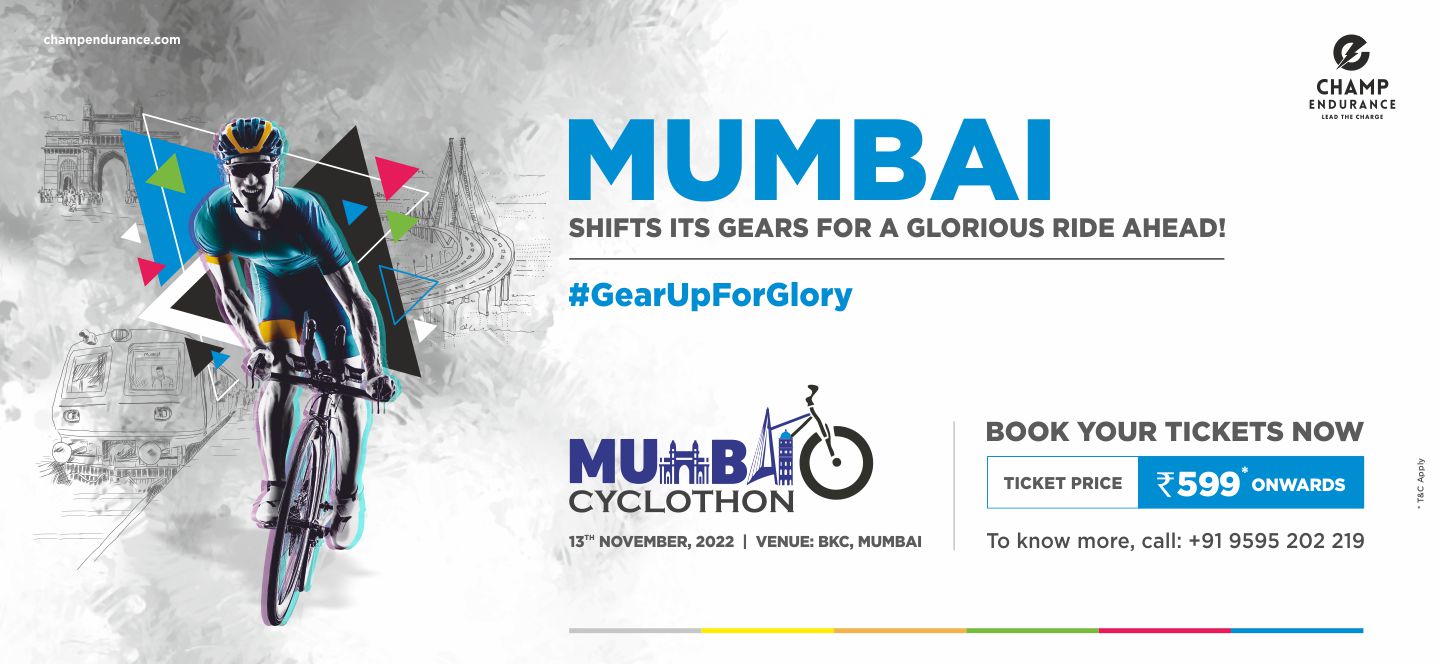 champendurance.com
CHAMP
ENDURANCE
LEAD THE CHARGE
MUMBAI
SHIFTS ITS GEARS FOR A GLORIOUS RIDE AHEAD!
#GearUpForGlory
MUMBAI
CYCLOTHON
13TH NOVEMBER, 2022 | VENUE: BKC, MUMBAI
BOOK YOUR TICKETS NOW
TICKET PRICE ₹599* ONWARDS
To know more, call: +91 9595 202 219
* T&C Apply